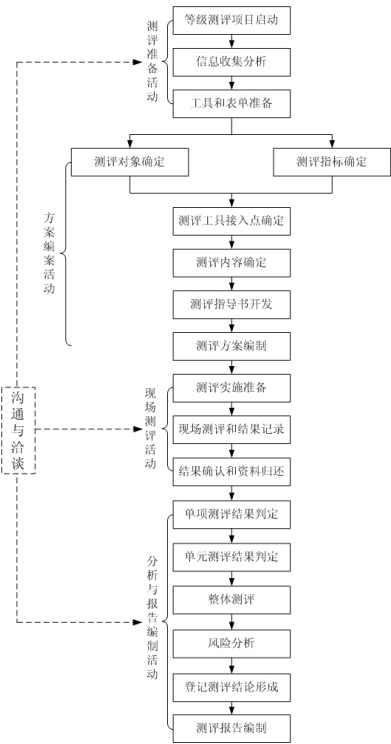 等级测评项目启动
信息收集分析
工具和表单准备
测评准备活动
测评对象确定
测评指标确定
测评工具接入点确定
测评内容确定
测评指导书开发
测评方案编制
方案编案活动
测评实施准备
现场测评和结果记录
结果确认和资料归还
现场测评活动
沟通与洽谈
单项测评结果判定
单元测评结果判定
整体测评
风险分析
登记测评结论形成
测评报告编制
分析与报告编制活动